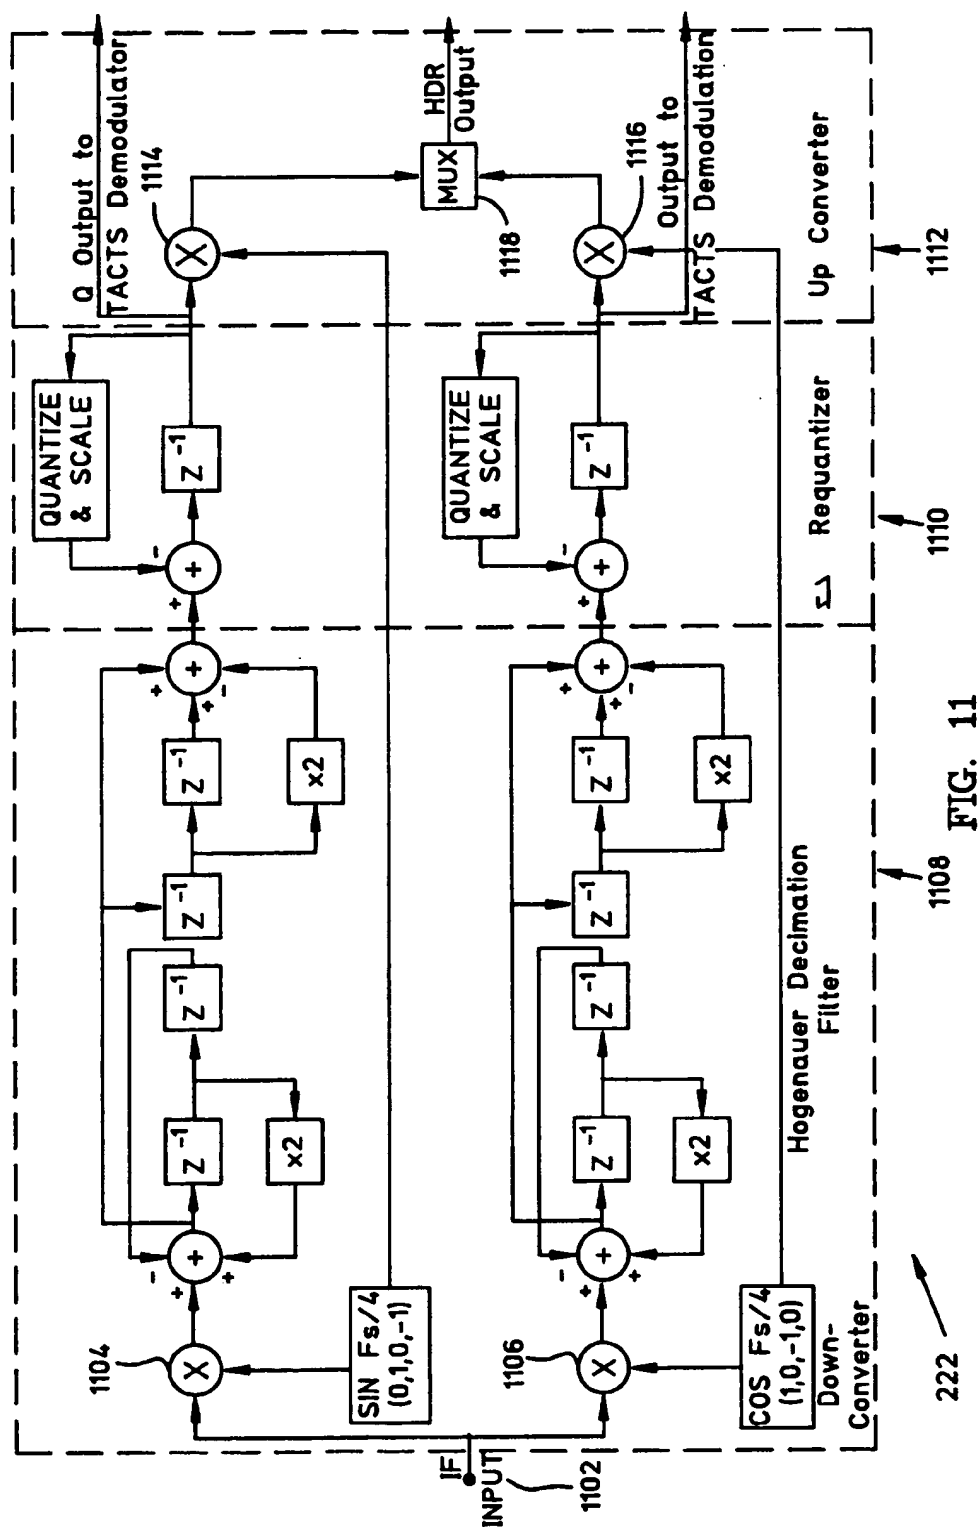 Q Output to
TACTS Demodulator
1114
HDR
Output
MUX
1118
1116
Output to
TACTS Demodulation
Up Converter
1112
X
X
QUANTIZE
& SCALE
Z⁻¹
-
+
+
QUANTIZE
& SCALE
Z⁻¹
-
+
+
Requantizer
1110
+
+
+
-
Z⁻¹
x2
Z⁻¹
Z⁻¹
Z⁻¹
x2
-
+
+
+
+
+
+
-
Z⁻¹
x2
Z⁻¹
Z⁻¹
Z⁻¹
x2
-
+
+
+
Hogenauer Decimation
Filter
1108
1104
X
SIN Fs/4
(0,1,0,-1)
1106
X
COS Fs/4
(1,0,-1,0)
Down-
Converter
IF
INPUT
1102
222
FIG. 11